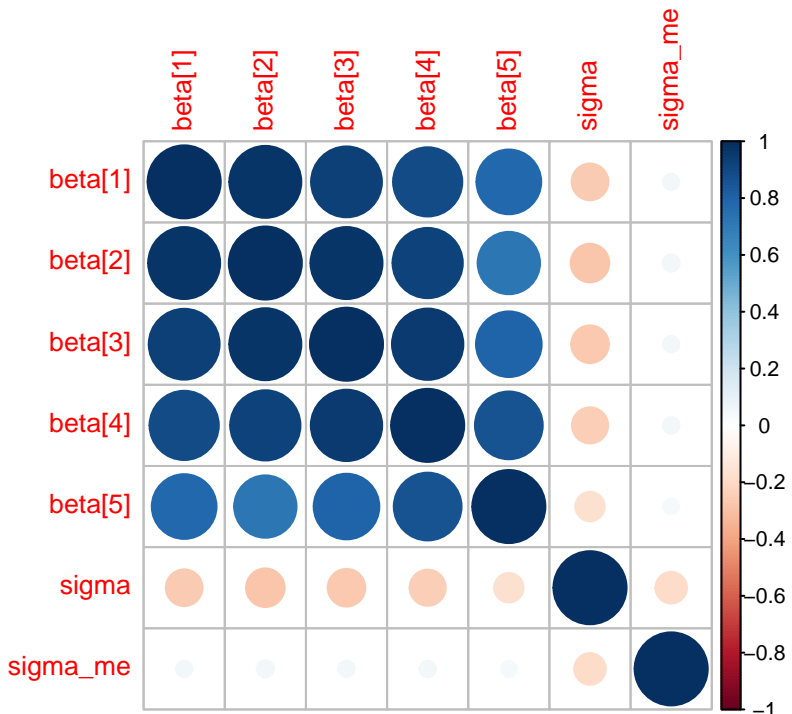 beta[1] beta[2] beta[3] beta[4] beta[5] sigma sigma_me
beta[1]
beta[2]
beta[3]
beta[4]
beta[5]
sigma
sigma_me
1
0.8
0.6
0.4
0.2
0
−0.2
−0.4
−0.6
−0.8
−1